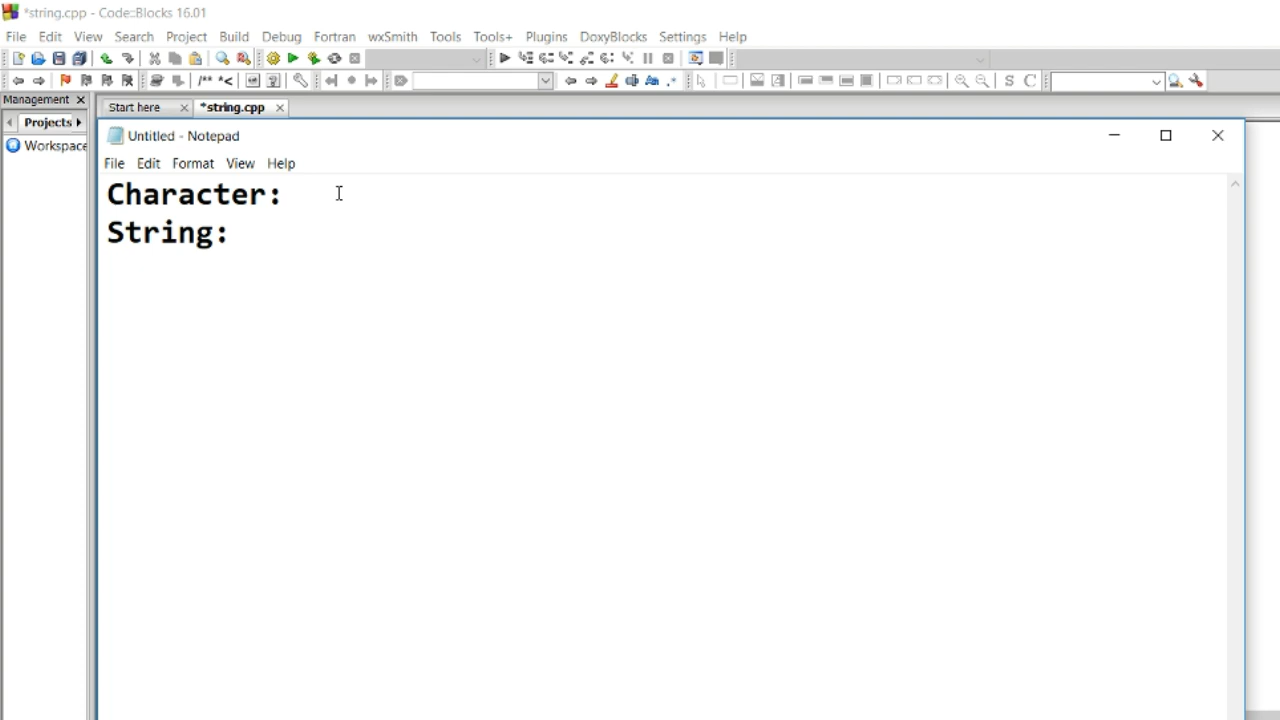 *string.cpp - Code::Blocks 16.01
File Edit View Search Project Build Debug Fortran wxSmith Tools Tools+ Plugins DoxyBlocks Settings Help
Management
Start here *string.cpp
Projects
Workspace
Untitled - Notepad
File Edit Format View Help
Character:
String: